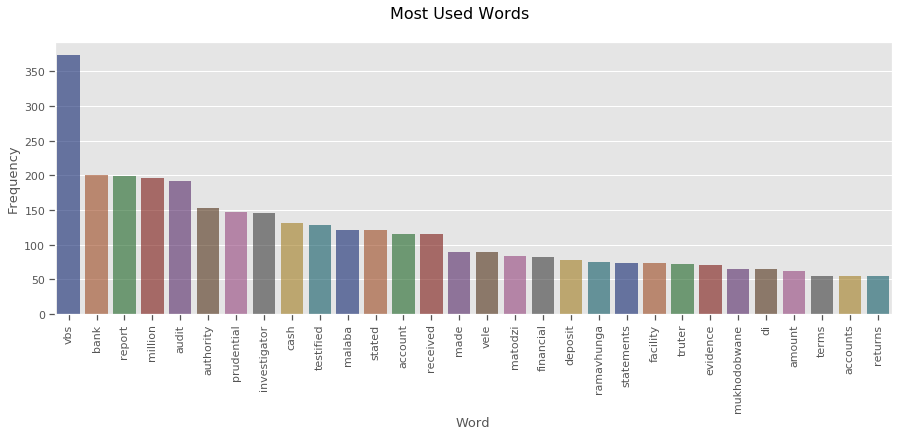 Most Used Words
Frequency
350
300
250
200
150
100
50
0
vbs
bank
report
million
audit
authority
prudential
investigator
cash
testified
malaba
stated
account
received
made
vele
matodzi
financial
deposit
ramavhunga
statements
facility
truter
evidence
mukhodobwane
di
amount
terms
accounts
returns
Word